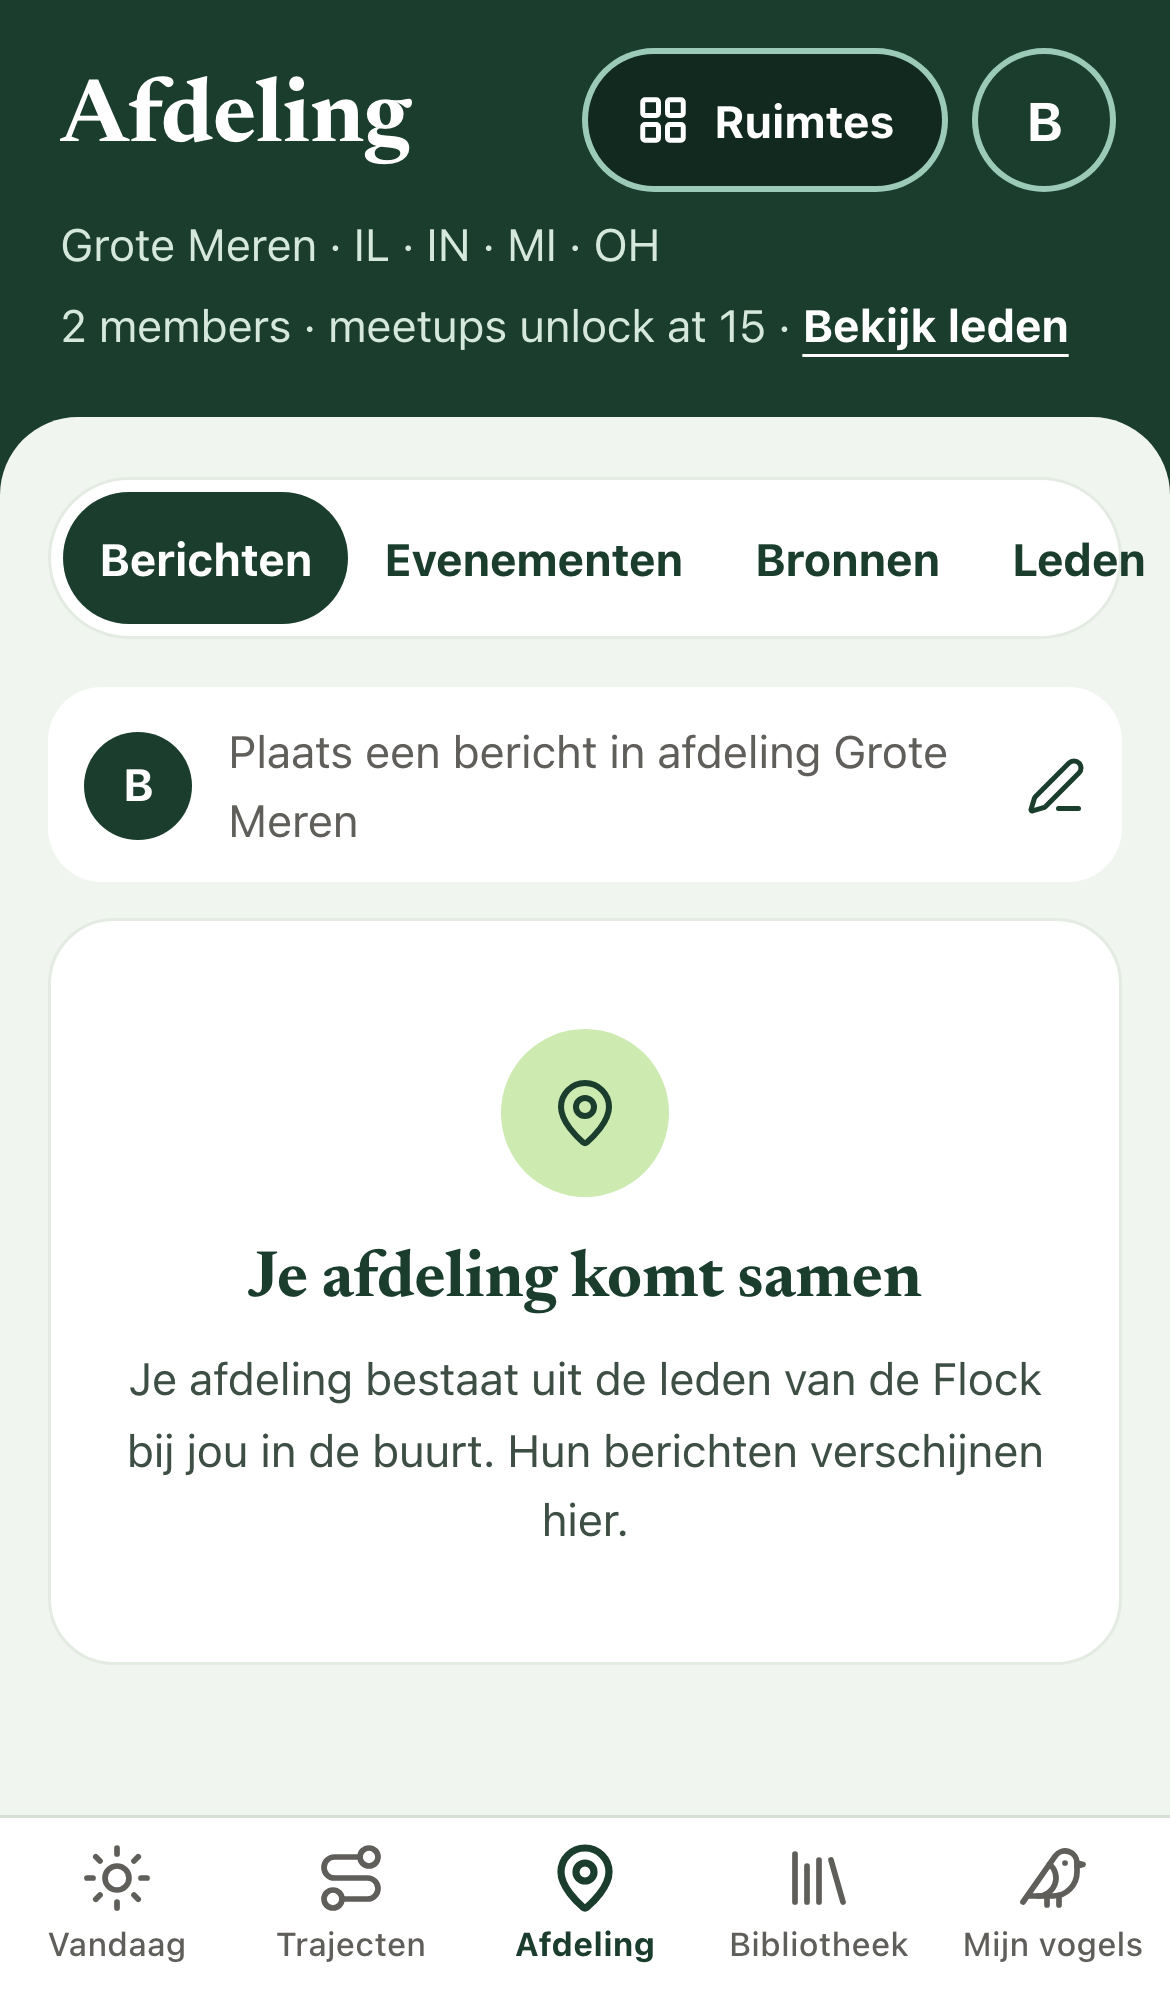 Afdeling
Ruimtes
B
Grote Meren · IL · IN · MI · OH
2 members · meetups unlock at 15 · Bekijk leden
Berichten
Evenementen
Bronnen
Leden
B
Plaats een bericht in afdeling Grote
Meren
Je afdeling komt samen
Je afdeling bestaat uit de leden van de Flock
bij jou in de buurt. Hun berichten verschijnen
hier.
Vandaag
Trajecten
Afdeling
Bibliotheek
Mijn vogels